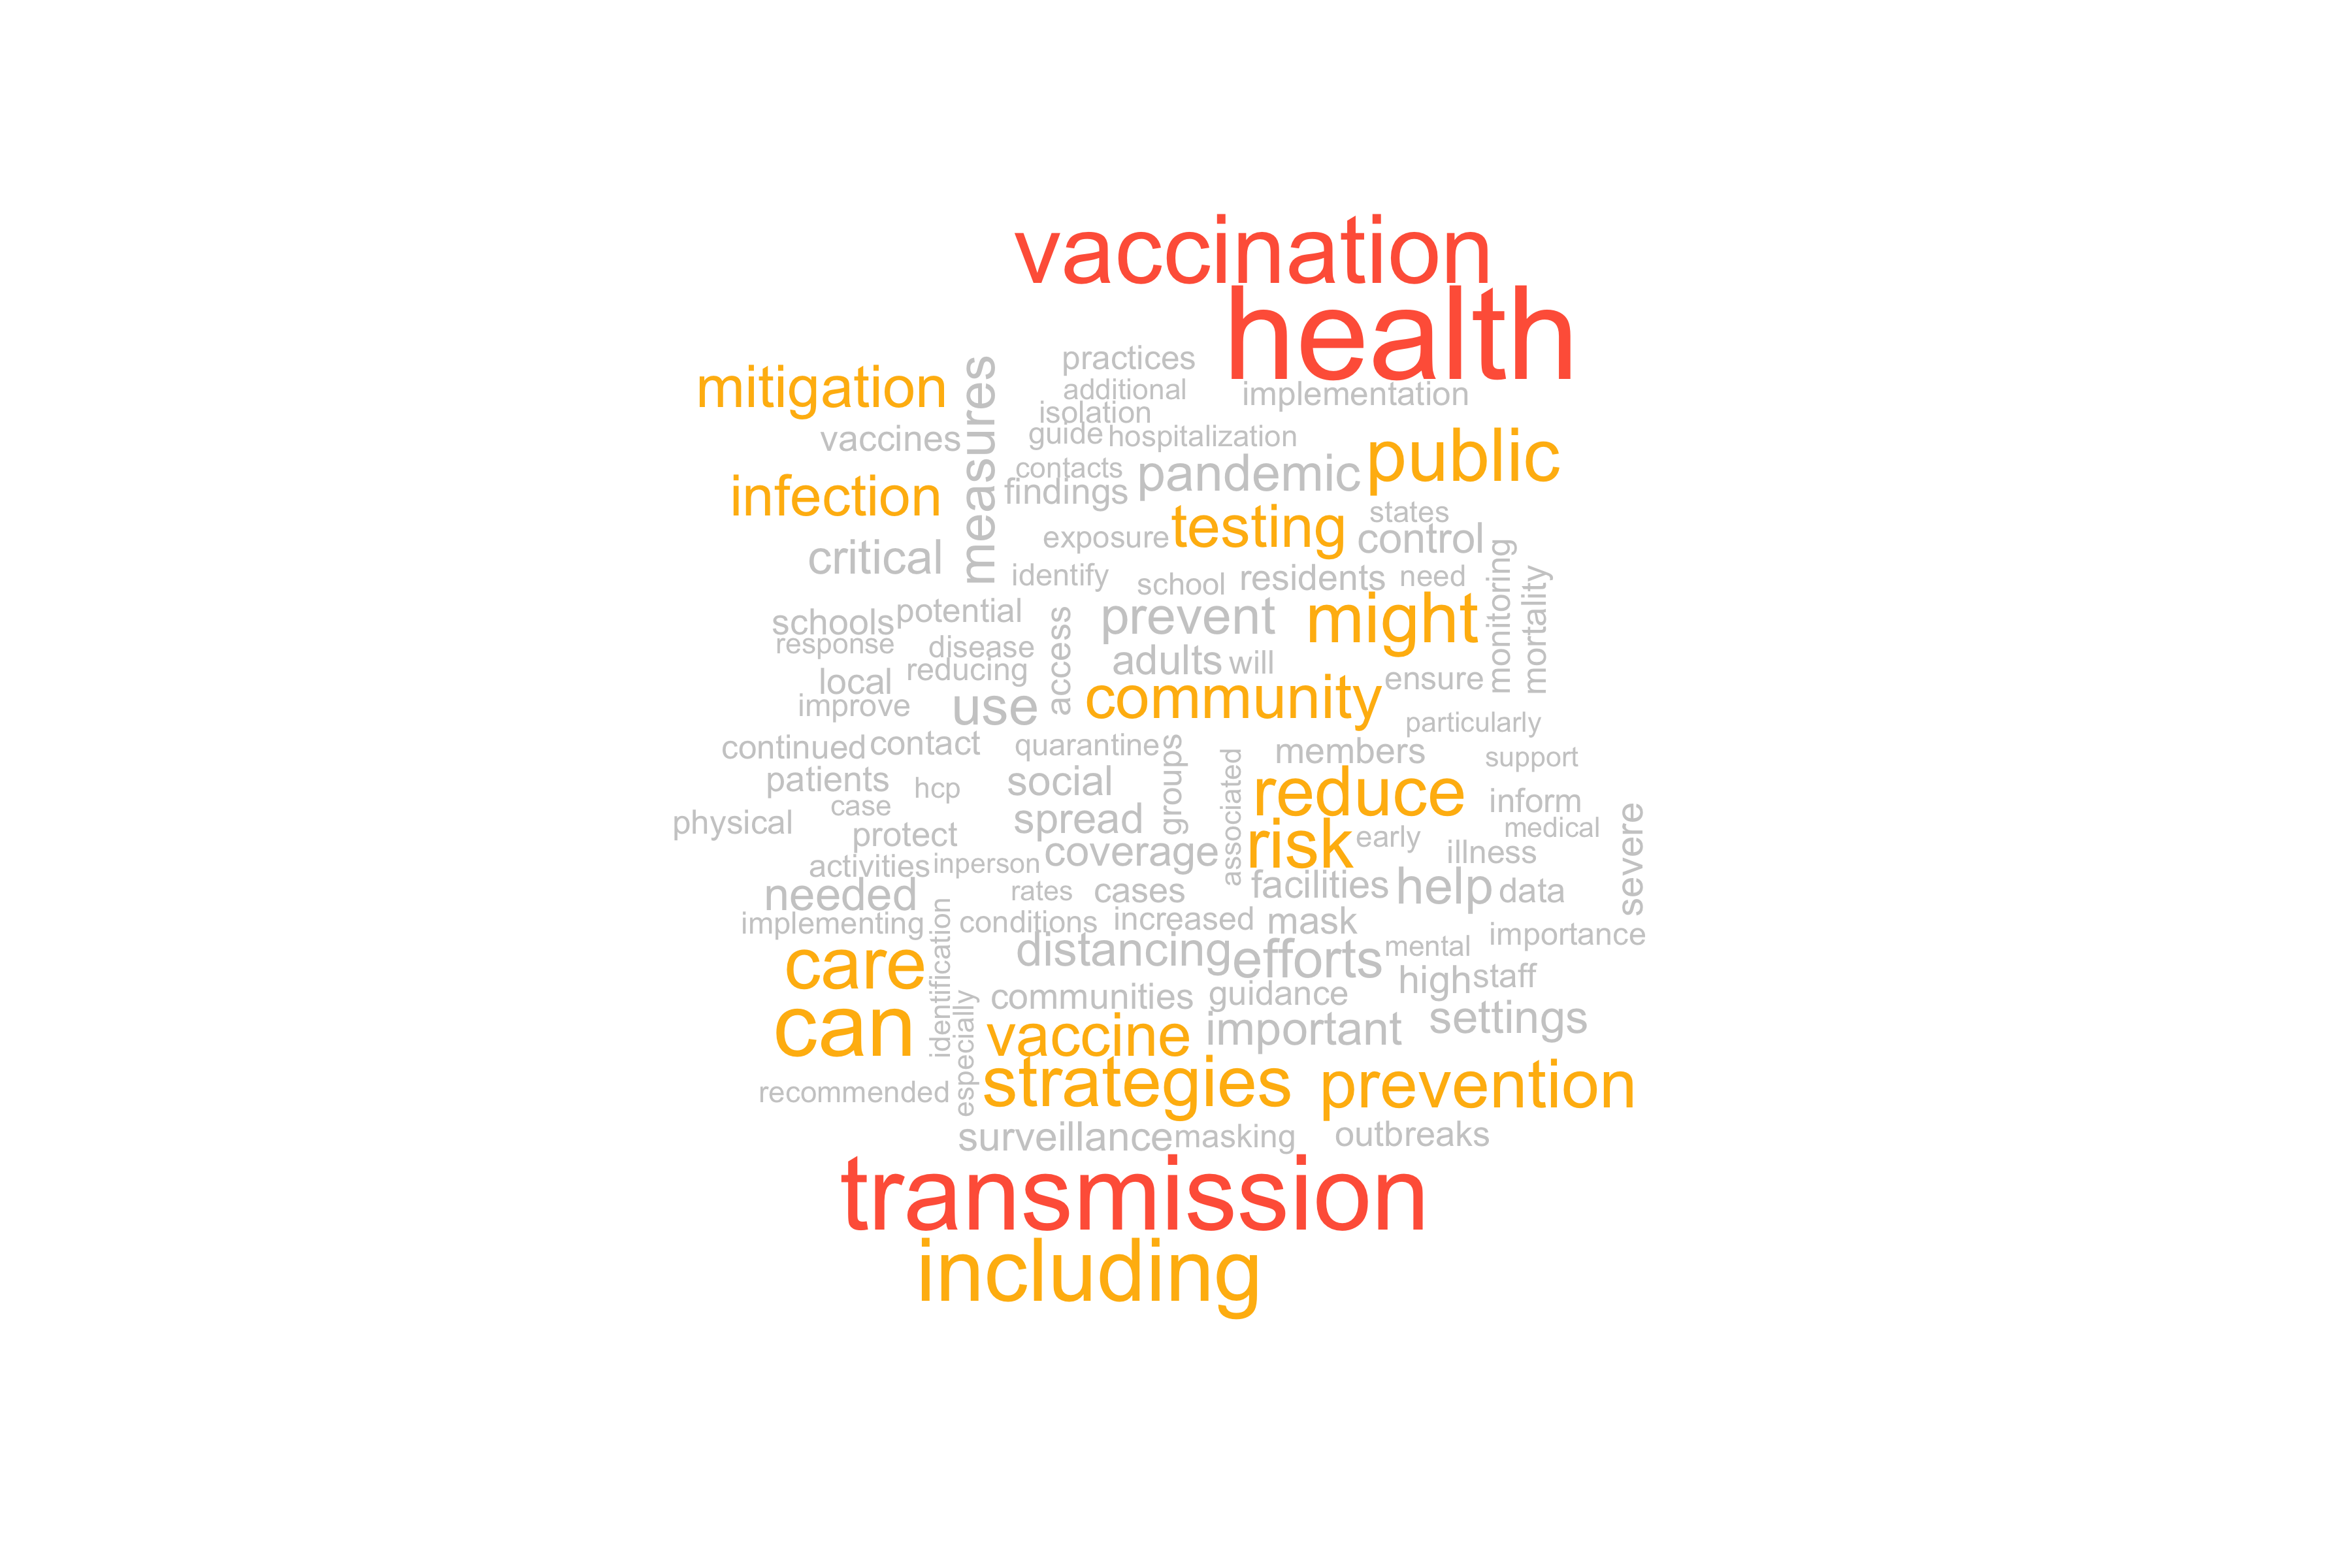 vaccination
health
practices
mitigation
measures
additional
implementation
isolation
vaccines
guide hospitalization
public
contacts
pandemic
infection
findings
states
testing
exposure
control
critical
identify
school
residents
need
monitoring
mortality
potential
schools
prevent
might
response
disease
access
adults
will
reducing
local
ensure
improve
use
community
particularly
continued
contact
quarantine
groups
members
associated
support
patients
hcp
social
reduce
inform
case
physical
spread
medical
protect
risk
early
severe
activities
inperson
coverage
illness
needed
rates
cases
facilities
help
data
implementing
identification
conditions
increased
mask
care
distancing
efforts
mental
importance
high
staff
especially
communities
guidance
can
vaccine
important
settings
recommended
strategies
prevention
surveillance
masking
outbreaks
transmission
including